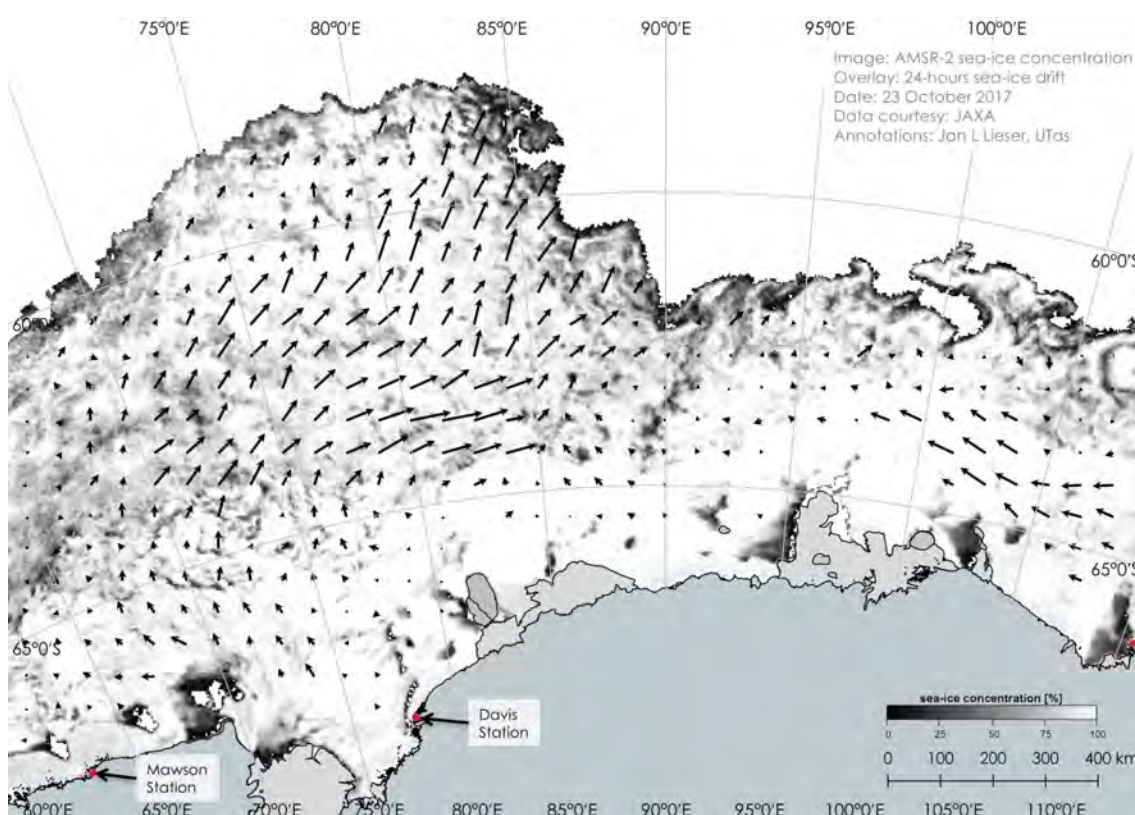 75°0'E 80°0'E 85°0'E 90°0'E 95°0'E 100°0'E
Image: AMSR-2 sea-ice concentration
Overlay: 24-hours sea-ice drift
Date: 23 October 2017
Data courtesy: JAXA
Annotations: Jan L Lieser, UTas
60°0'S
60°0'S
65°0'S
65°0'S
sea-ice concentration [%]
0 25 50 75 100
Davis
Station
0 100 200 300 400 km
Mawson
Station
60°0'E 65°0'E 70°0'E 75°0'E 80°0'E 85°0'E 90°0'E 95°0'E 100°0'E 105°0'E 110°0'E